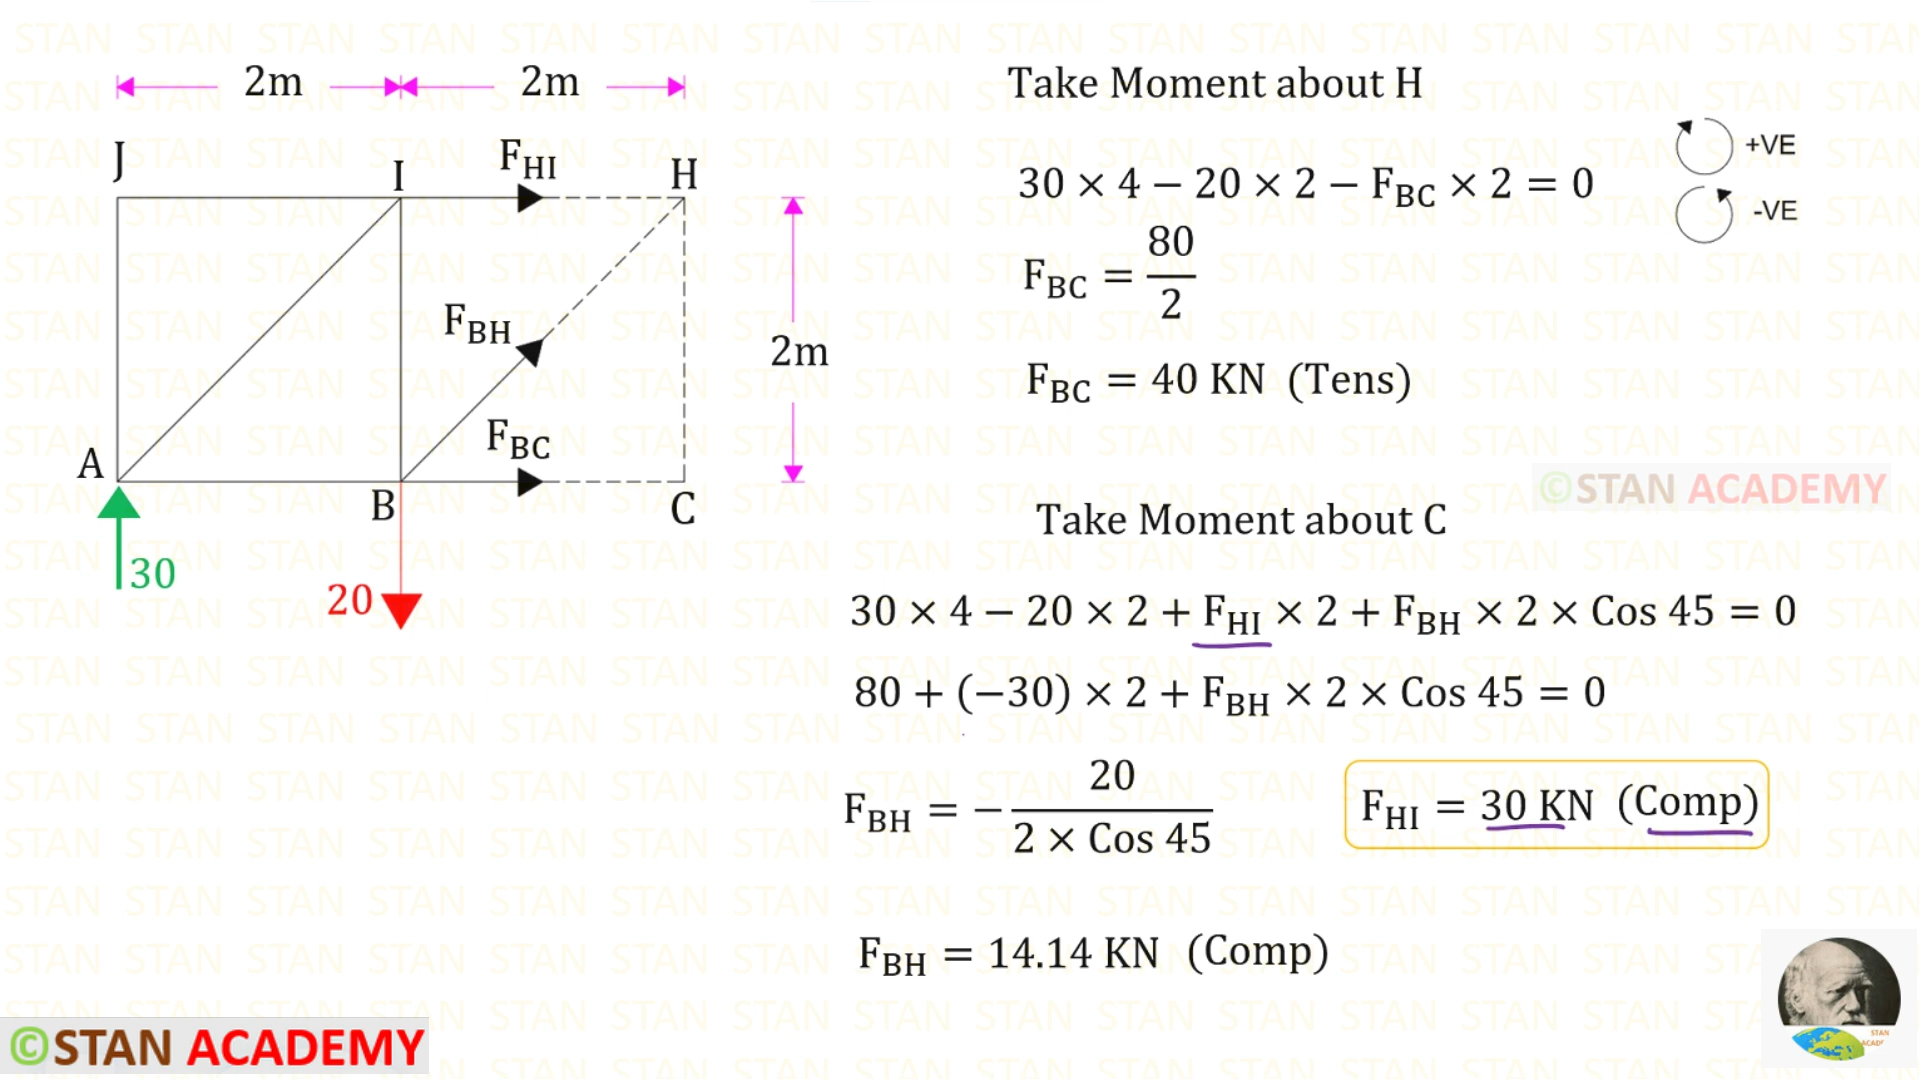 2m 2m
J I F_HI H
F_BH
2m
F_BC
A B C
30
20
Take Moment about H
30 × 4 − 20 × 2 − F_BC × 2 = 0
+VE
-VE
F_BC = 80/2
F_BC = 40 KN (Tens)
©STAN ACADEMY
Take Moment about C
30 × 4 − 20 × 2 + F_HI × 2 + F_BH × 2 × Cos 45 = 0
80 + (−30) × 2 + F_BH × 2 × Cos 45 = 0
F_BH = − 20/(2 × Cos 45)
F_HI = 30 KN (Comp)
F_BH = 14.14 KN (Comp)
©STAN ACADEMY